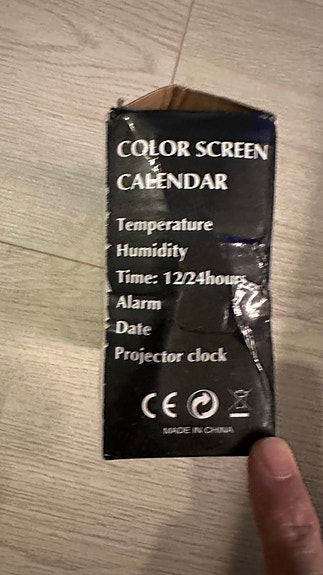 COLOR SCREEN
CALENDAR
Temperature
Humidity
Time: 12/24hours
Alarm
Date
Projector clock
CE
MADE IN CHINA